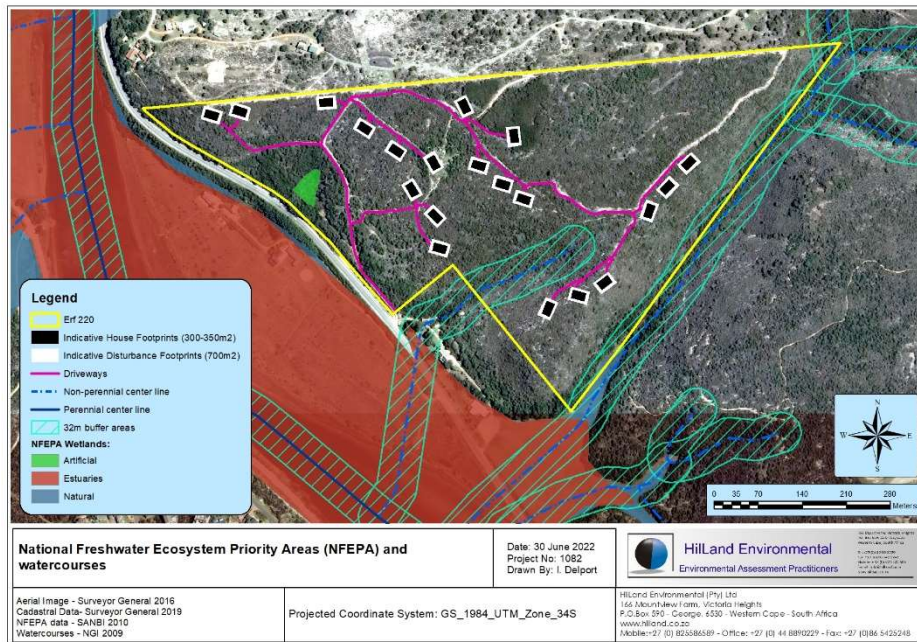 Legend
Erf 220
Indicative House Footprints (300-350m2)
Indicative Disturbance Footprints (700m2)
Driveways
Non-perennial center line
Perennial center line
32m buffer areas
NFEPA Wetlands:
Artificial
Estuaries
Natural
N
W E
S
0 35 70 140 210 280
Meters
National Freshwater Ecosystem Priority Areas (NFEPA) and
watercourses
Date: 30 June 2022
Project No: 1082
Drawn By: I. Delport
HilLand Environmental
Environmental Assessment Practitioners
Aerial Image - Surveyor General 2016
Cadastral Data- Surveyor General 2019
NFEPA data - SANBI 2010
Watercourses - NGI 2009
Projected Coordinate System: GS_1984_UTM_Zone_34S
HilLand Environmental (Pty) Ltd
166 Mountview Farm, Victoria Heights
P.O.Box 590 - George, 6530 - Western Cape - South Africa
www.hilland.co.za
Mobile:+27 (0) 825586589 - Office: +27 (0) 44 8890229 - Fax: +27 (0)86 5425248